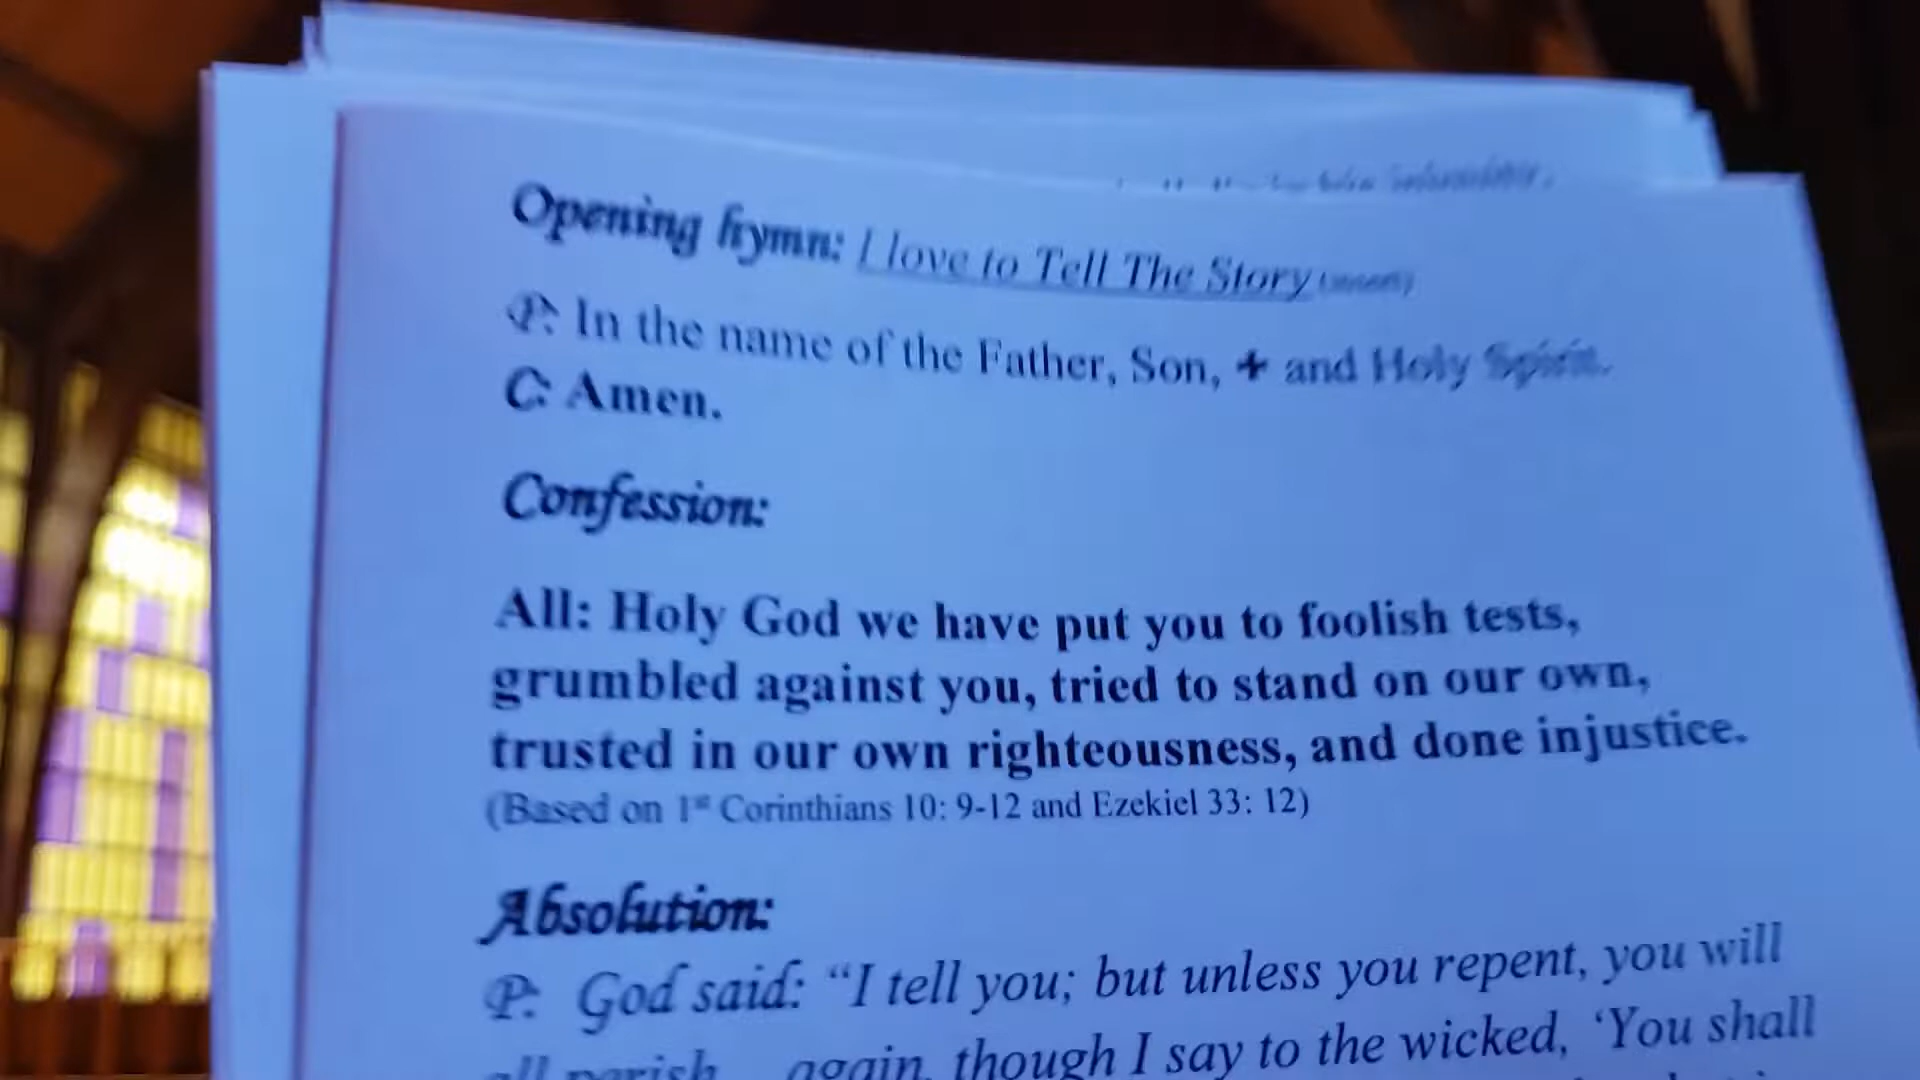 Opening hymn: I love to Tell The Story
P: In the name of the Father, Son, + and Holy Spirit.
C: Amen.
Confession:
All: Holy God we have put you to foolish tests,
grumbled against you, tried to stand on our own,
trusted in our own righteousness, and done injustice.
(Based on 1st Corinthians 10: 9-12 and Ezekiel 33: 12)
Absolution:
P: God said: “I tell you; but unless you repent, you will
all perish... again, though I say to the wicked, ‘You shall